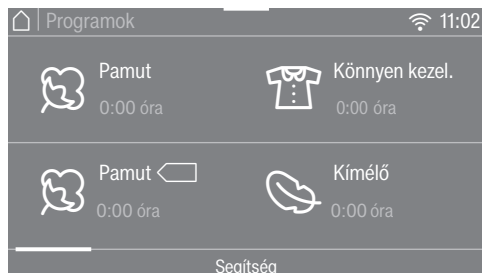 Programok 11:02
Pamut
0:00 óra
Könnyen kezel.
0:00 óra
Pamut
0:00 óra
Kímélő
0:00 óra
Segítség